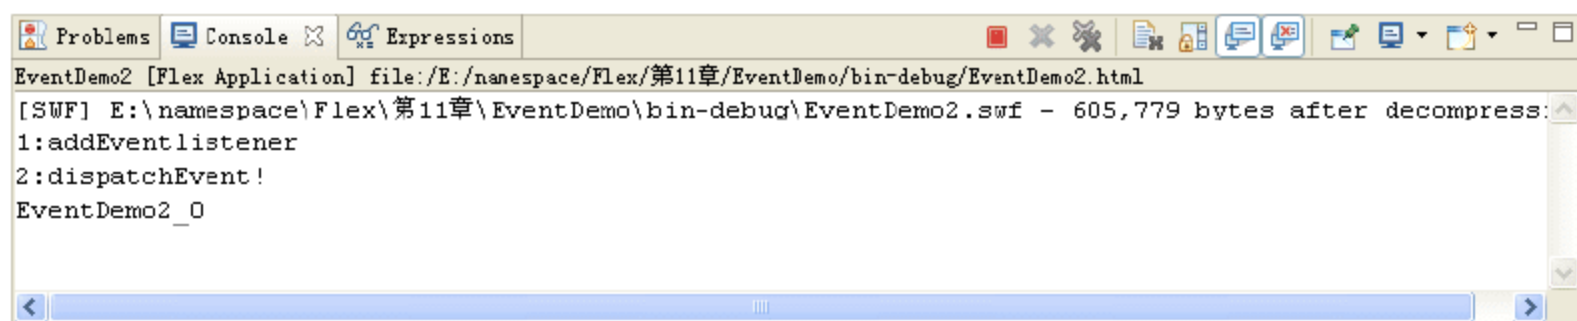 Problems Console Expressions
EventDemo2 [Flex Application] file:/E:/namespace/Flex/第11章/EventDemo/bin-debug/EventDemo2.html
[SWF] E:\namespace\Flex\第11章\EventDemo\bin-debug\EventDemo2.swf - 605,779 bytes after decompress
1:addEventlistener
2:dispatchEvent!
EventDemo2_0